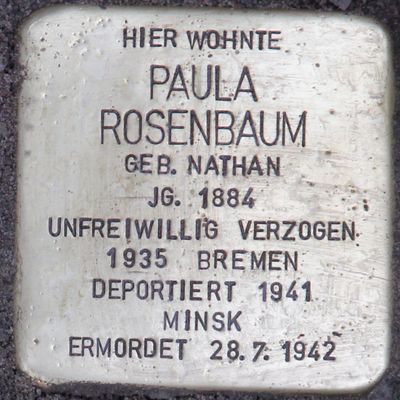 HIER WOHNTE
PAULA
ROSENBAUM
GEB. NATHAN
JG. 1884
UNFREIWILLIG VERZOGEN
1935 BREMEN
DEPORTIERT 1941
MINSK
ERMORDET 28.7.1942